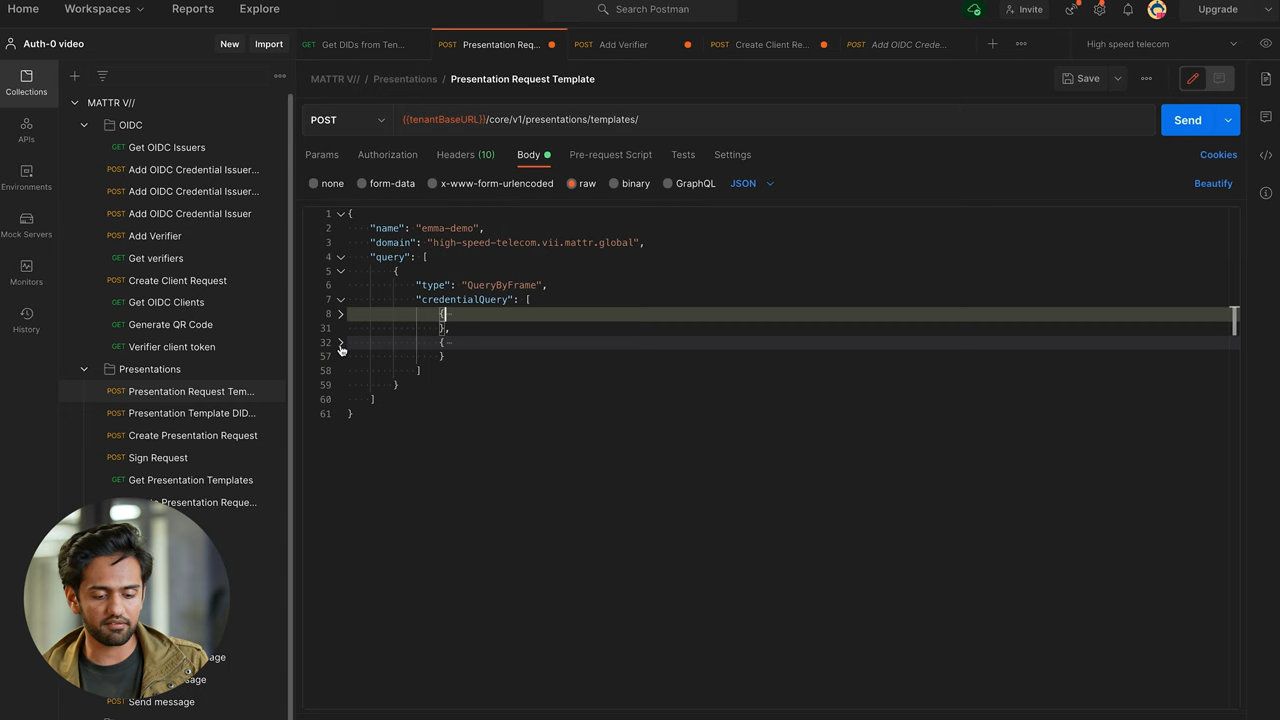 Home Workspaces Reports Explore Search Postman Invite Upgrade
Auth-0 video New Import GET Get DIDs from Ten... POST Presentation Req... POST Add Verifier POST Create Client Re... POST Add OIDC Crede... High speed telecom
Collections
APIs
Environments
Mock Servers
Monitors
History
MATTR V//
OIDC
GET Get OIDC Issuers
POST Add OIDC Credential Issuer...
POST Add OIDC Credential Issuer...
POST Add OIDC Credential Issuer
POST Add Verifier
GET Get verifiers
POST Create Client Request
GET Get OIDC Clients
POST Generate QR Code
POST Verifier client token
Presentations
POST Presentation Request Tem...
POST Presentation Template DID...
POST Create Presentation Request
POST Sign Request
GET Get Presentation Templates
Presentation Reque...
POST Send message
MATTR V// / Presentations / Presentation Request Template Save
POST {{tenantBaseURL}}/core/v1/presentations/templates/ Send
Params Authorization Headers (10) Body Pre-request Script Tests Settings Cookies
none form-data x-www-form-urlencoded raw binary GraphQL JSON Beautify
1 {
2 "name": "emma-demo",
3 "domain": "high-speed-telecom.vii.mattr.global",
4 "query": [
5 {
6 "type": "QueryByFrame",
7 "credentialQuery": [
8 {
31 },
32 {
57 }
58 ]
59 }
60 ]
61 }